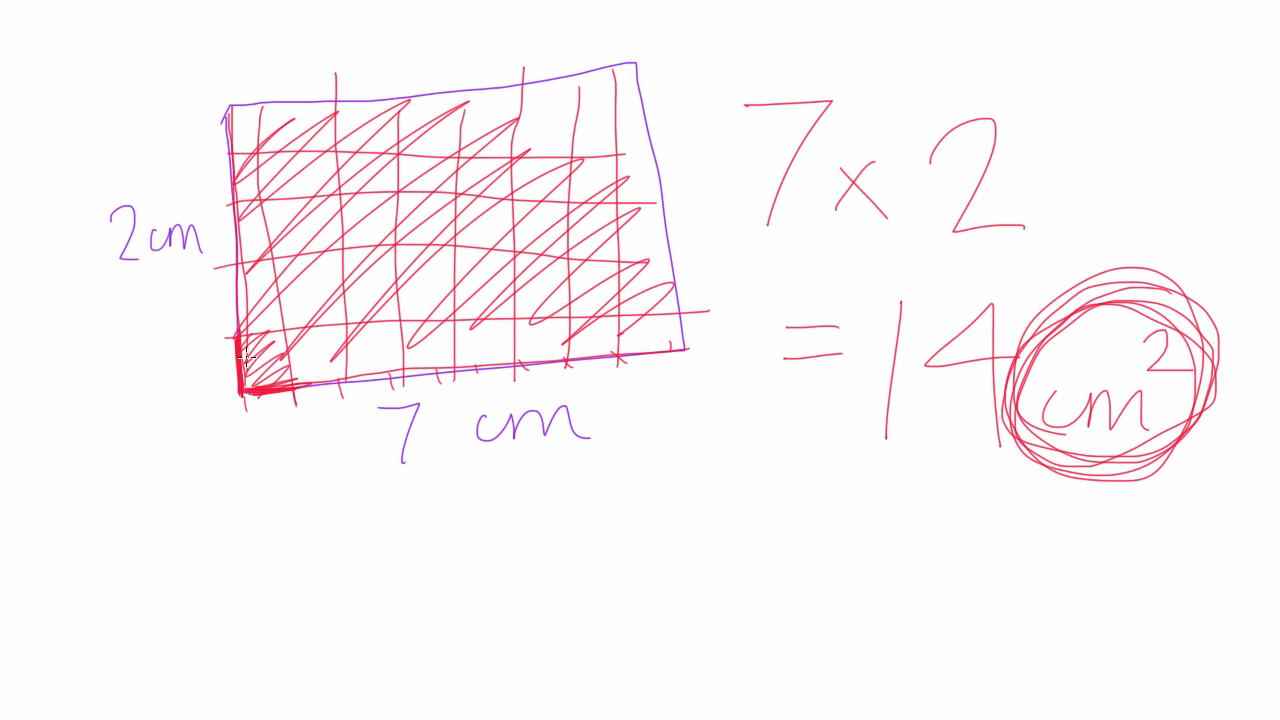 2cm
7 cm
7 x 2
= 14 cm²